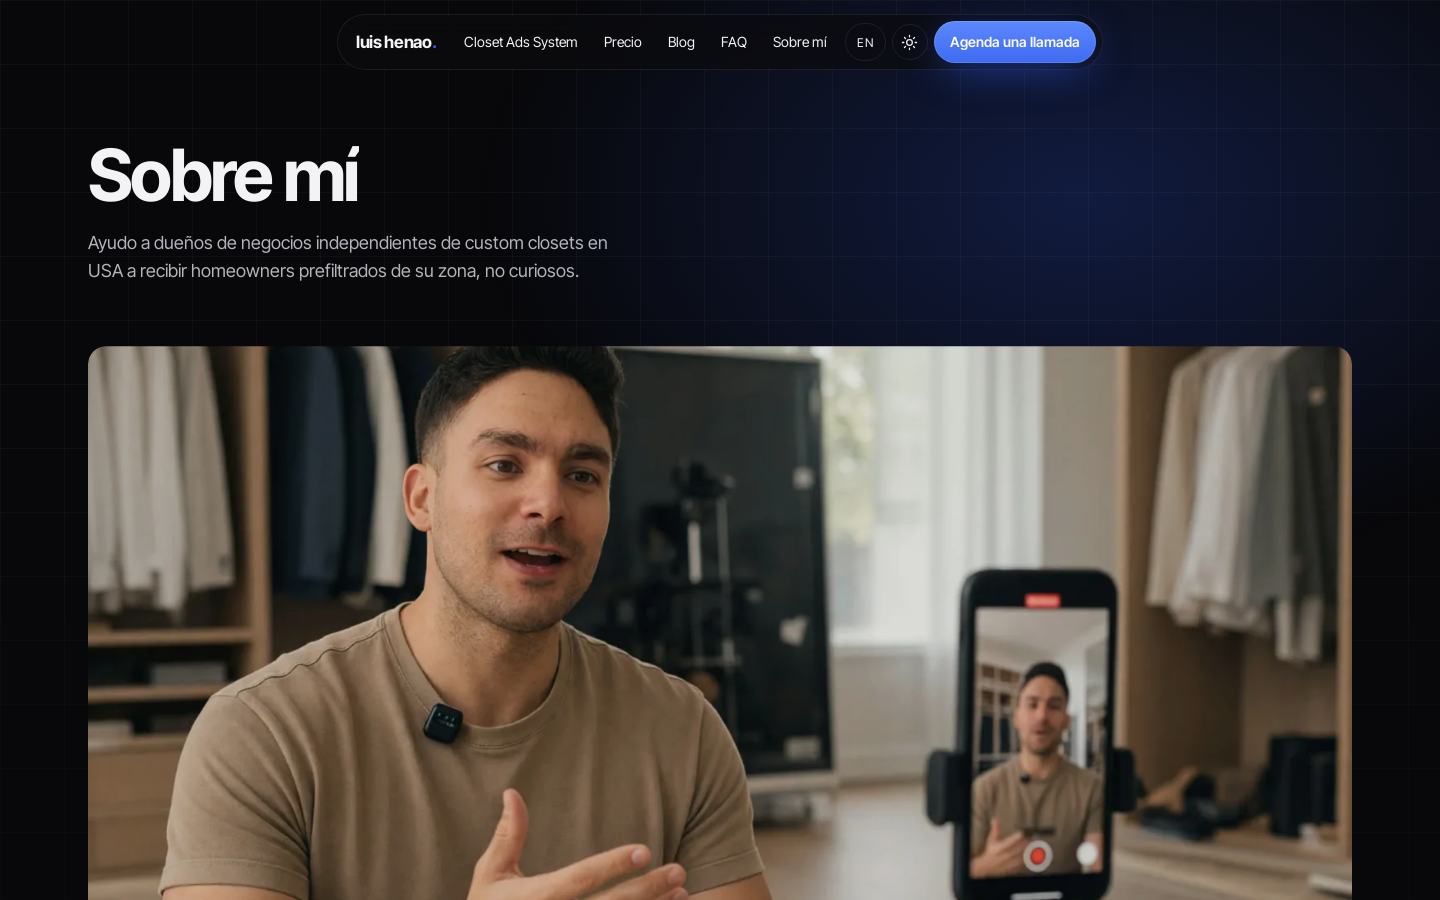 luis henao.
Closet Ads System
Precio
Blog
FAQ
Sobre mí
EN
Agenda una llamada
Sobre mí
Ayudo a dueños de negocios independientes de custom closets en
USA a recibir homeowners prefiltrados de su zona, no curiosos.